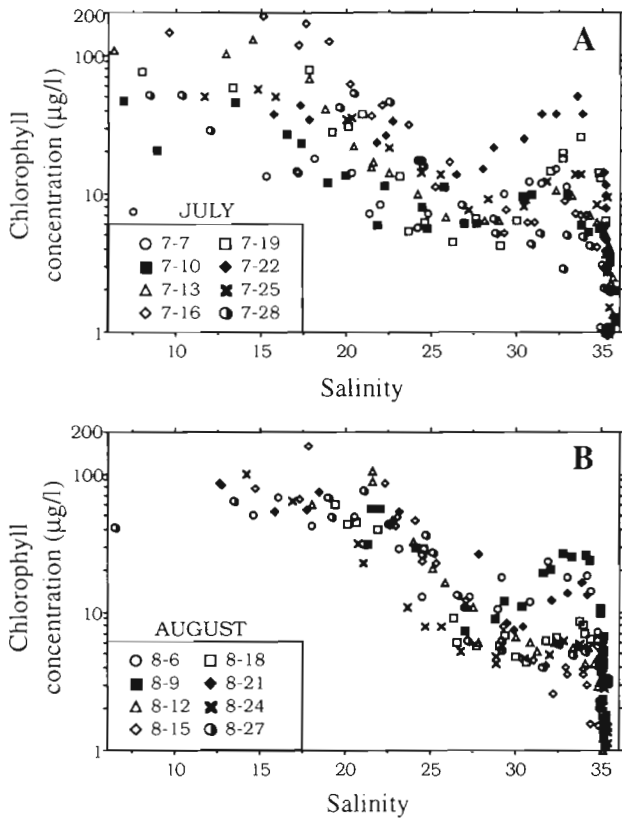 A
200
100
10
1
Chlorophyll
concentration (µg/l)
JULY
7-7 7-19
7-10 7-22
7-13 7-25
7-16 7-28
10 15 20 25 30 35
Salinity
B
200
100
10
1
Chlorophyll
concentration (µg/l)
AUGUST
8-6 8-18
8-9 8-21
8-12 8-24
8-15 8-27
10 15 20 25 30 35
Salinity